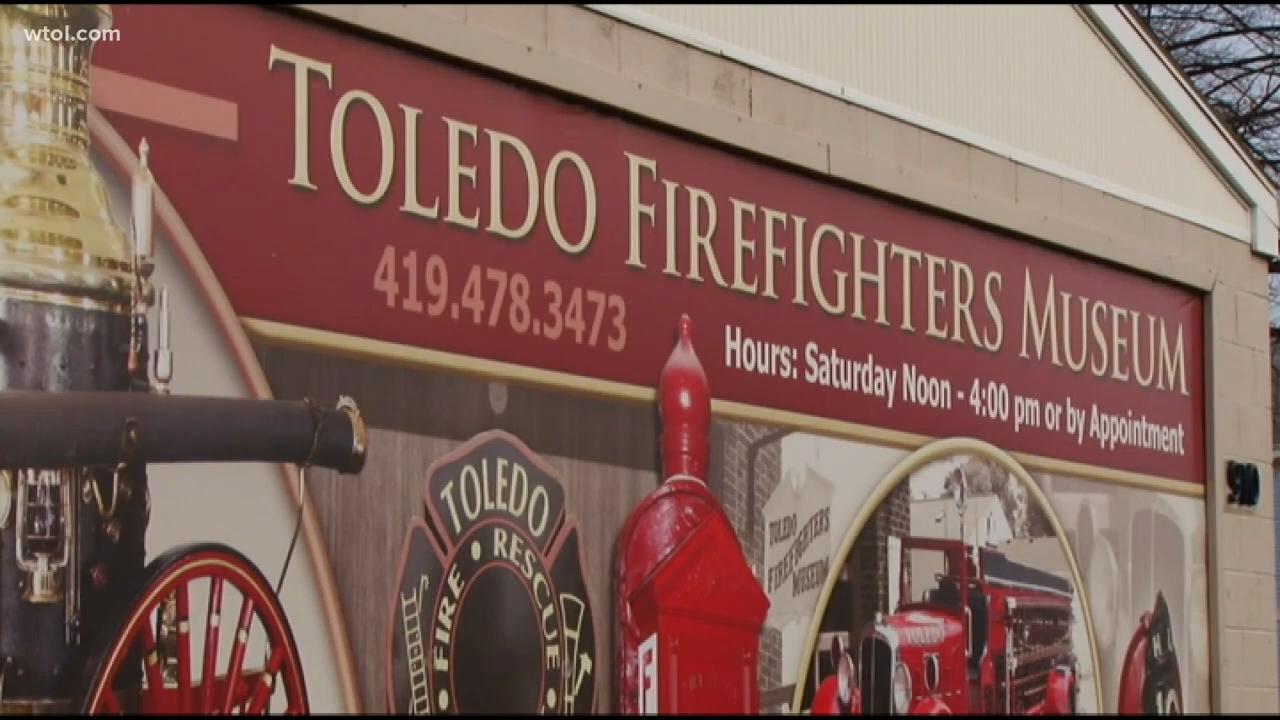 wtol.com
TOLEDO FIREFIGHTERS MUSEUM
419.478.3473
Hours: Saturday Noon - 4:00 pm or by Appointment
TOLEDO
FIRE • RESCUE
TOLEDO
FIREFIGHTERS
MUSEUM
TOLEDO
F